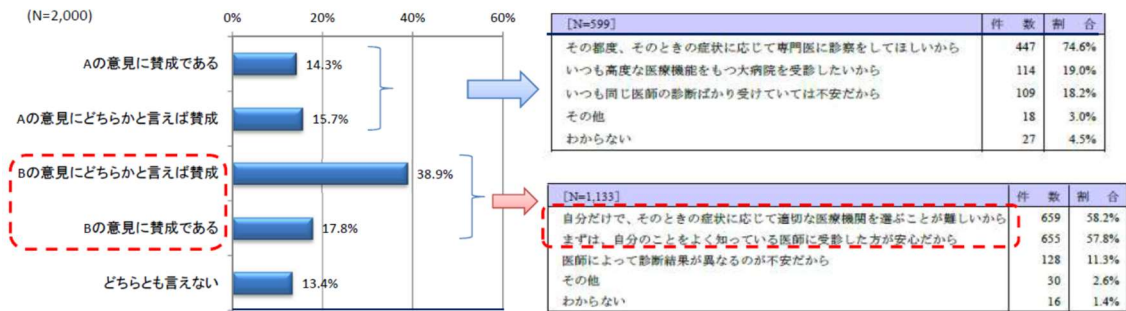 (N=2,000)
0% 20% 40% 60%
Aの意見に賛成である 14.3%
Aの意見にどちらかと言えば賛成 15.7%
Bの意見にどちらかと言えば賛成 38.9%
Bの意見に賛成である 17.8%
どちらとも言えない 13.4%
[N=599] 件 数 割 合
その都度、そのときの症状に応じて専門医に診察をしてほしいから 447 74.6%
いつも高度な医療機能をもつ大病院を受診したいから 114 19.0%
いつも同じ医師の診断ばかり受けていては不安だから 109 18.2%
その他 18 3.0%
わからない 27 4.5%
[N=1,133] 件 数 割 合
自分だけで、そのときの症状に応じて適切な医療機関を選ぶことが難しいから 659 58.2%
まずは、自分のことをよく知っている医師に受診した方が安心だから 655 57.8%
医師によって診断結果が異なるのが不安だから 128 11.3%
その他 30 2.6%
わからない 16 1.4%